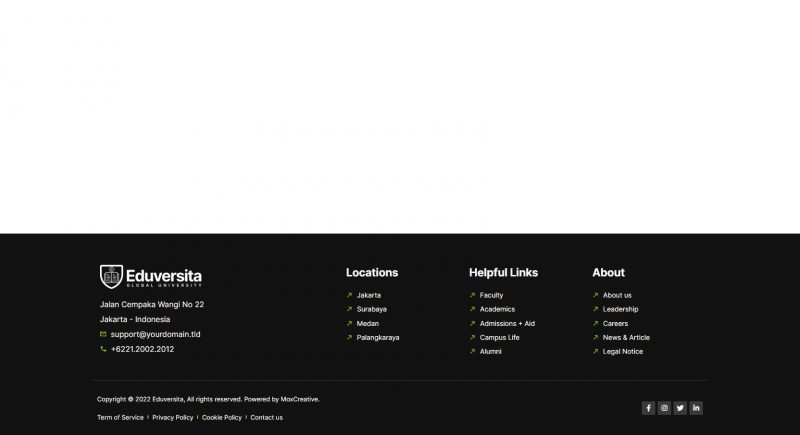 Eduversita
GLOBAL UNIVERSITY
Jalan Cempaka Wangi No 22
Jakarta - Indonesia
support@yourdomain.tld
+6221.2002.2012
Locations
Jakarta
Surabaya
Medan
Palangkaraya
Helpful Links
Faculty
Academics
Admissions + Aid
Campus Life
Alumni
About
About us
Leadership
Careers
News & Article
Legal Notice
Copyright © 2022 Eduversita, All rights reserved. Powered by MoxCreative.
Term of Service Privacy Policy Cookie Policy Contact us